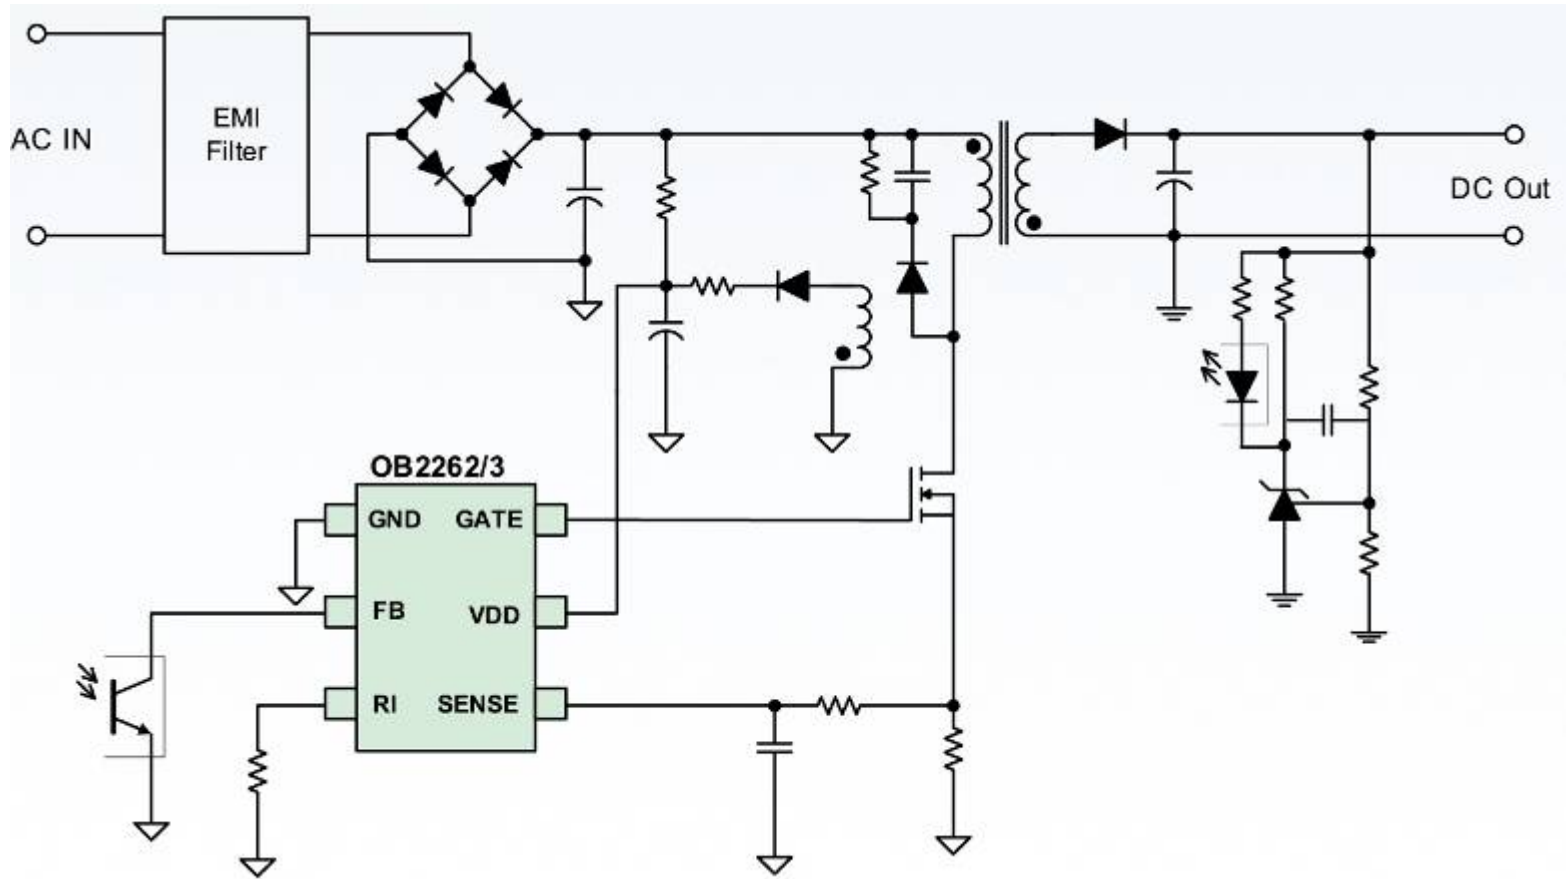 EMI
Filter
AC IN
DC Out
OB2262/3
GND
GATE
FB
VDD
RI
SENSE